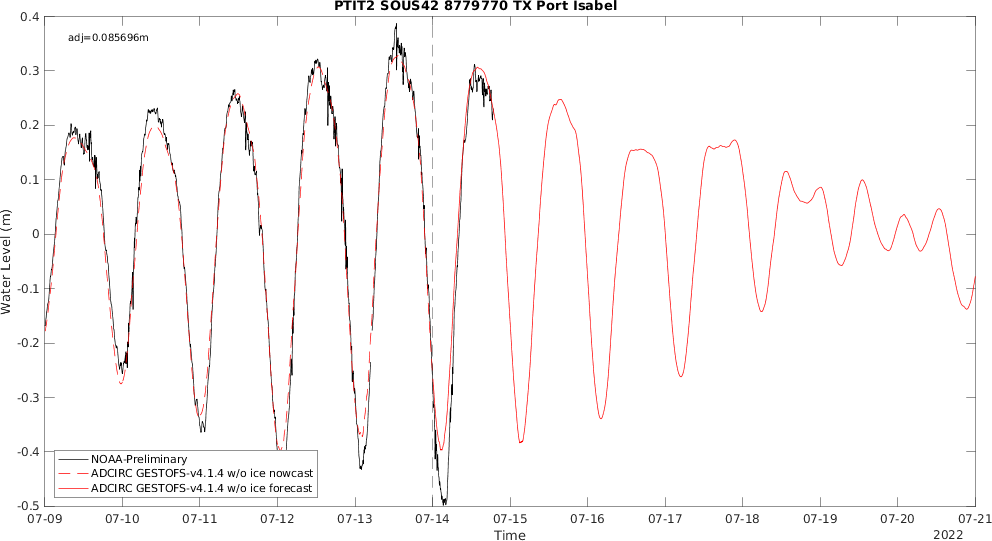 PTIT2 SOUS42 8779770 TX Port Isabel
adj=0.085696m
0.4
0.3
0.2
0.1
0
-0.1
-0.2
-0.3
-0.4
-0.5
Water Level (m)
NOAA-Preliminary
ADCIRC GESTOFS-v4.1.4 w/o ice nowcast
ADCIRC GESTOFS-v4.1.4 w/o ice forecast
07-09 07-10 07-11 07-12 07-13 07-14 07-15 07-16 07-17 07-18 07-19 07-20 07-21
Time
2022